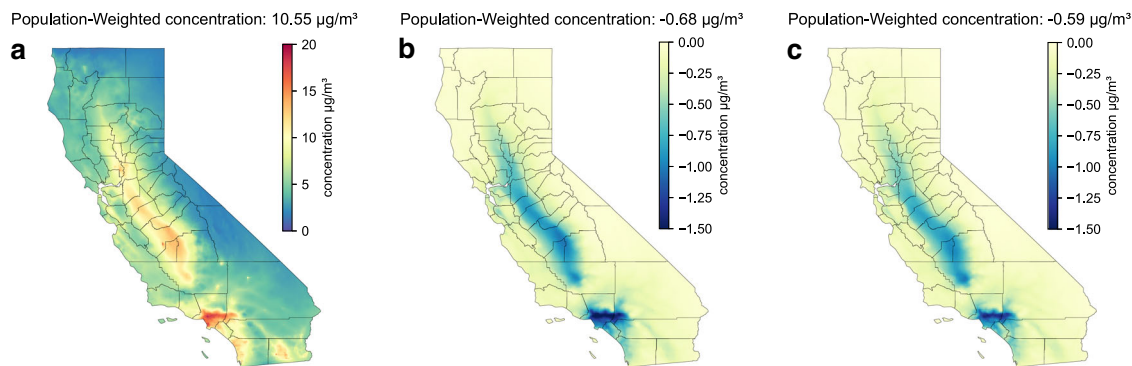 Population-Weighted concentration: 10.55 µg/m³
Population-Weighted concentration: -0.68 µg/m³
Population-Weighted concentration: -0.59 µg/m³
a
20
15
10
5
0
concentration µg/m³
b
0.00
−0.25
−0.50
−0.75
−1.00
−1.25
−1.50
concentration µg/m³
c
0.00
−0.25
−0.50
−0.75
−1.00
−1.25
−1.50
concentration µg/m³